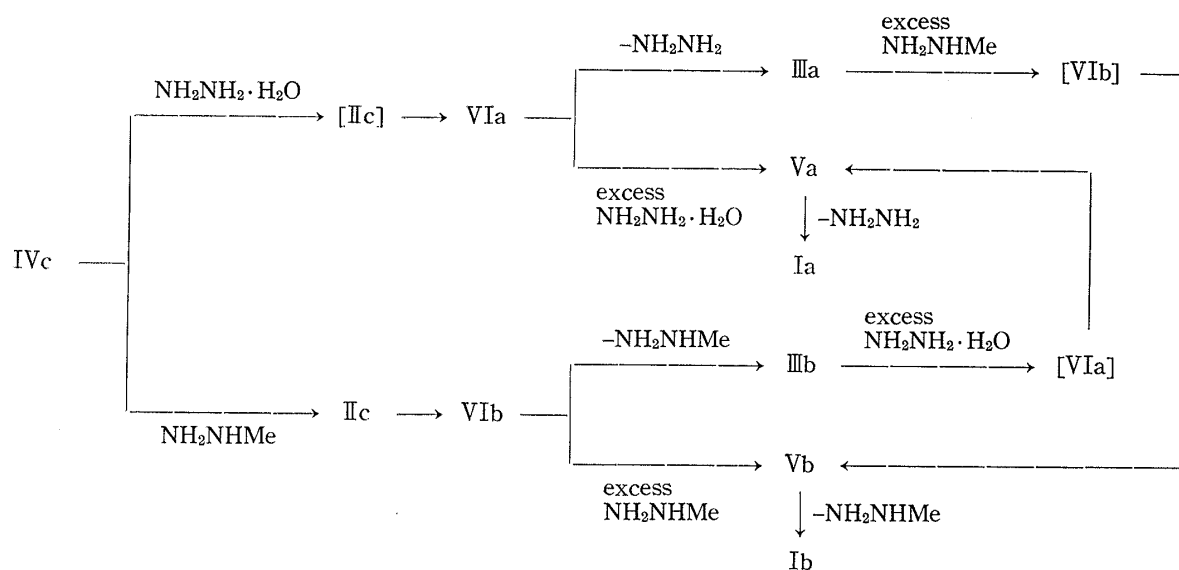 excess
–NH₂NH₂ NH₂NHMe
Ⅲa [Ⅵb]
NH₂NH₂·H₂O
[Ⅱc] Ⅵa
Ⅴa
excess
NH₂NH₂·H₂O –NH₂NH₂
Ⅳc Ⅰa
excess
–NH₂NHMe NH₂NH₂·H₂O
Ⅲb [Ⅵa]
Ⅱc Ⅵb
NH₂NHMe
Ⅴb
excess
NH₂NHMe –NH₂NHMe
Ⅰb